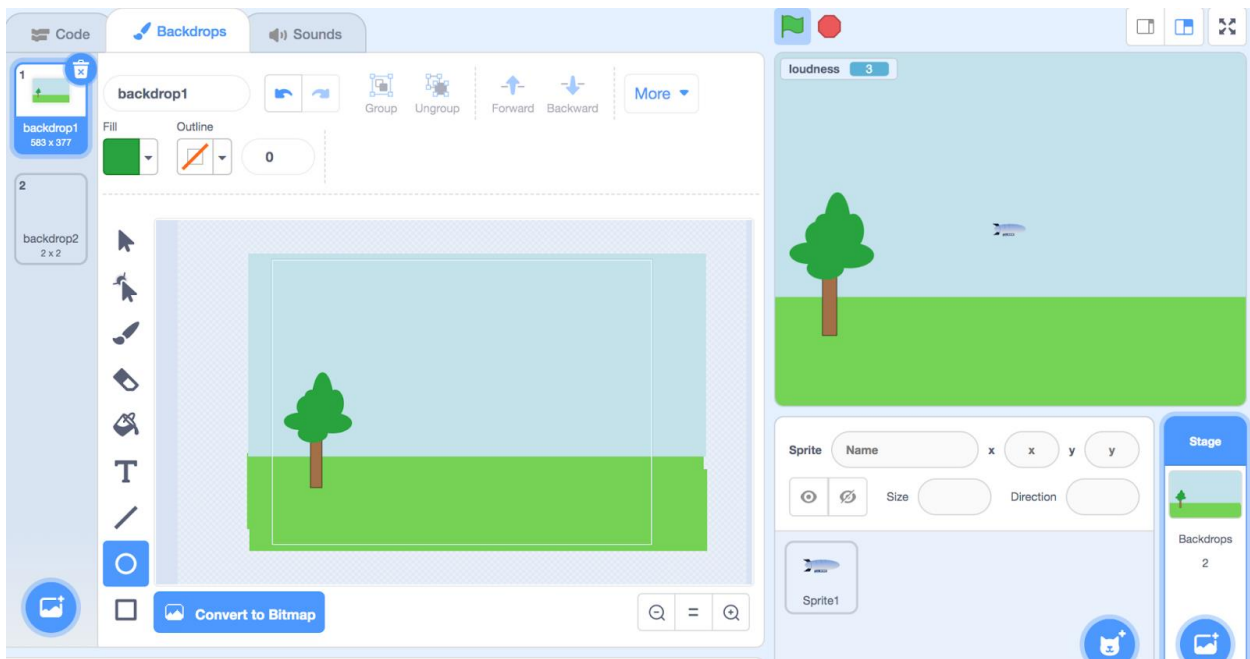 Code
Backdrops
Sounds
1
backdrop1
583 x 377
2
backdrop2
2 x 2
backdrop1
Group
Ungroup
Forward
Backward
More
Fill
Outline
0
T
Convert to Bitmap
=
loudness 3
Sprite
Name
x
x
y
y
Size
Direction
Sprite1
Stage
Backdrops
2